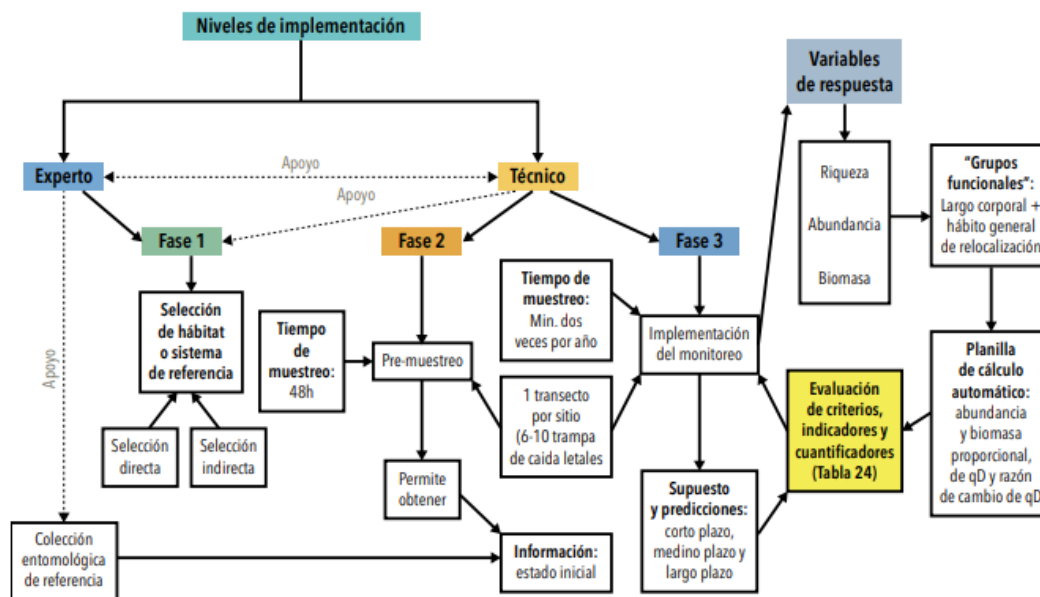 Niveles de implementación
Variables
de respuesta
Experto
Apoyo
Técnico
Apoyo
Riqueza
Abundancia
Biomasa
"Grupos
funcionales":
Largo corporal +
hábito general
de relocalización
Fase 1
Fase 2
Fase 3
Selección
de hábitat
o sistema
de referencia
Tiempo
de
muestreo:
48h
Pre-muestreo
Tiempo de
muestreo:
Min. dos
veces por año
Implementación
del monitoreo
1 transecto
por sitio
(6-10 trampa
de caida letales
Planilla
de cálculo
automático:
abundancia
y biomasa
proporcional,
de qD y razón
de cambio de qD
Evaluación
de criterios,
indicadores y
cuantificadores
(Tabla 24)
Apoyo
Selección
directa
Selección
indirecta
Permite
obtener
Supuesto
y predicciones:
corto plazo,
medino plazo y
largo plazo
Colección
entomológica
de referencia
Información:
estado inicial